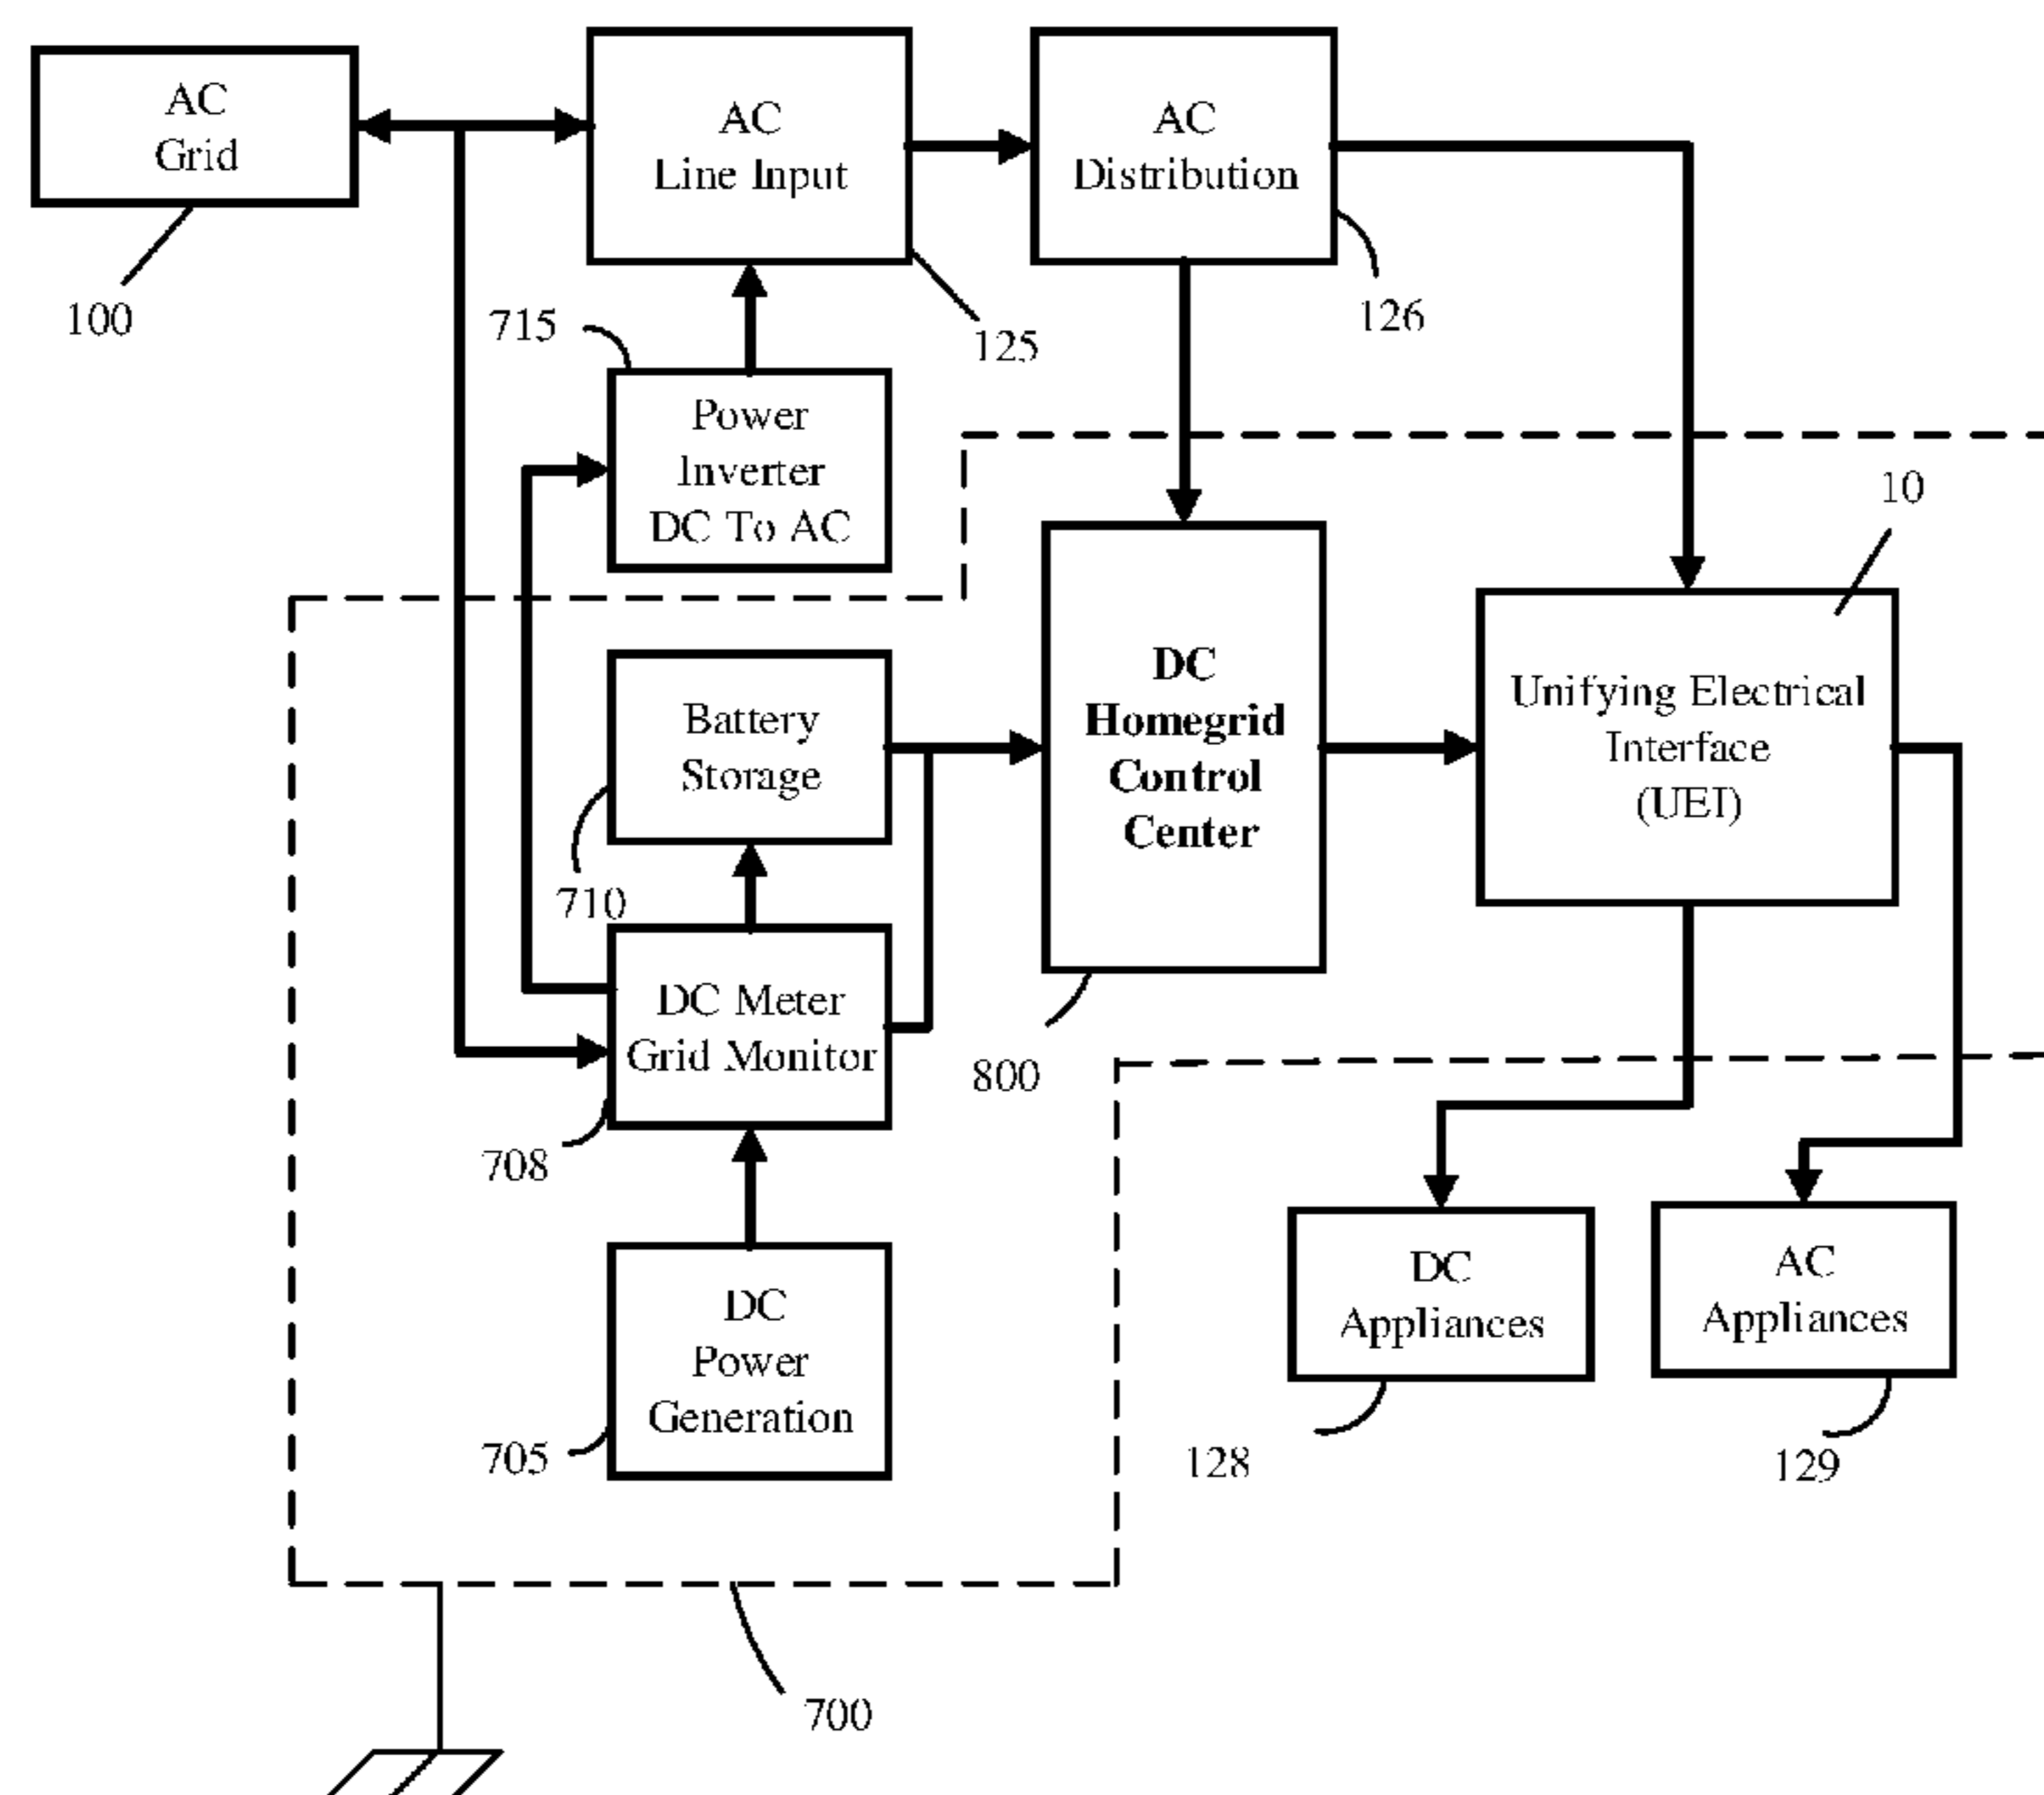 AC
Grid
100
AC
Line Input
125
AC
Distribution
126
715
Power
Inverter
DC To AC
10
Battery
Storage
710
DC
Homegrid
Control
Center
800
Unifying Electrical
Interface
(UEI)
DC Meter
Grid Monitor
708
DC
Power
Generation
705
DC
Appliances
128
AC
Appliances
129
700